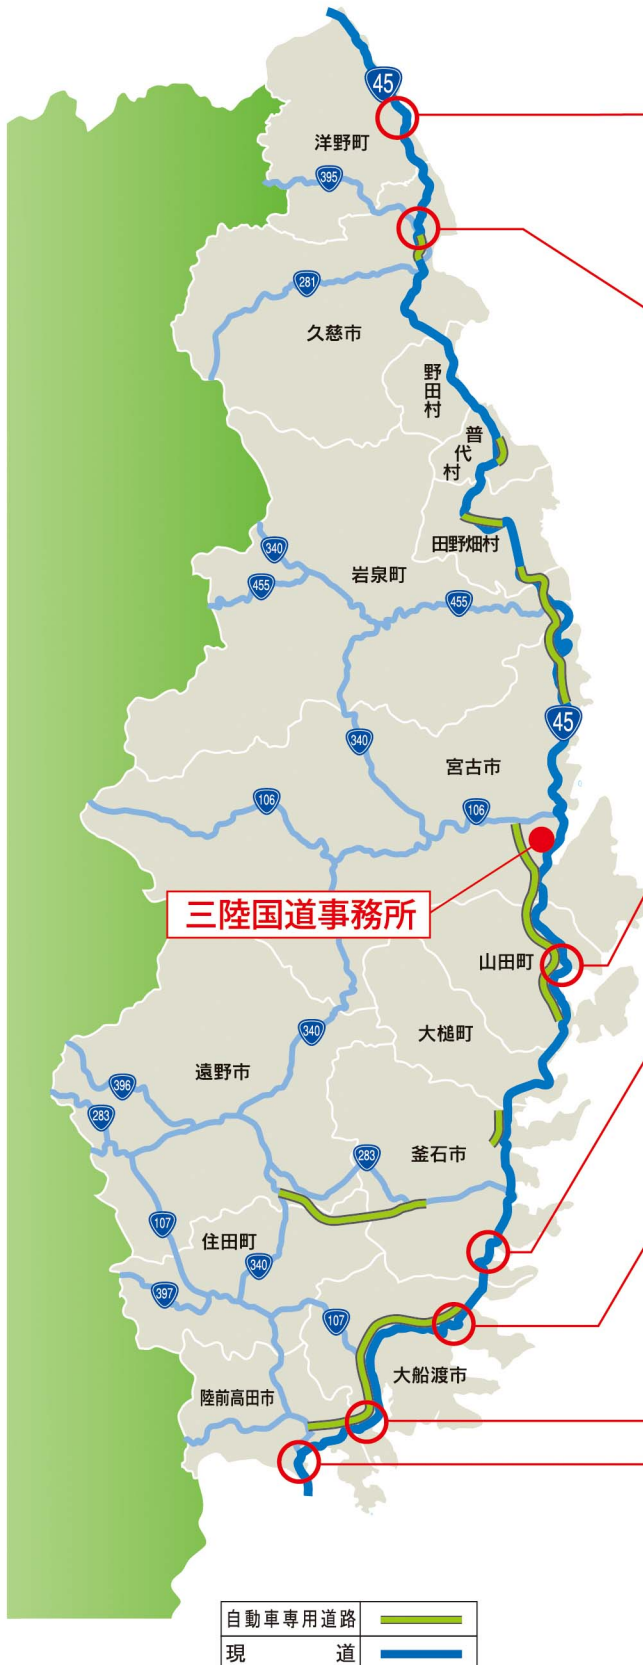 45
洋野町
395
281
久慈市
野田村
普代村
田野畑村
340
岩泉町
455
455
45
340
宮古市
106
106
三陸国道事務所
山田町
大槌町
340
遠野市
396
283
釜石市
283
107
住田町
340
397
107
大船渡市
陸前高田市
自動車専用道路
現 道